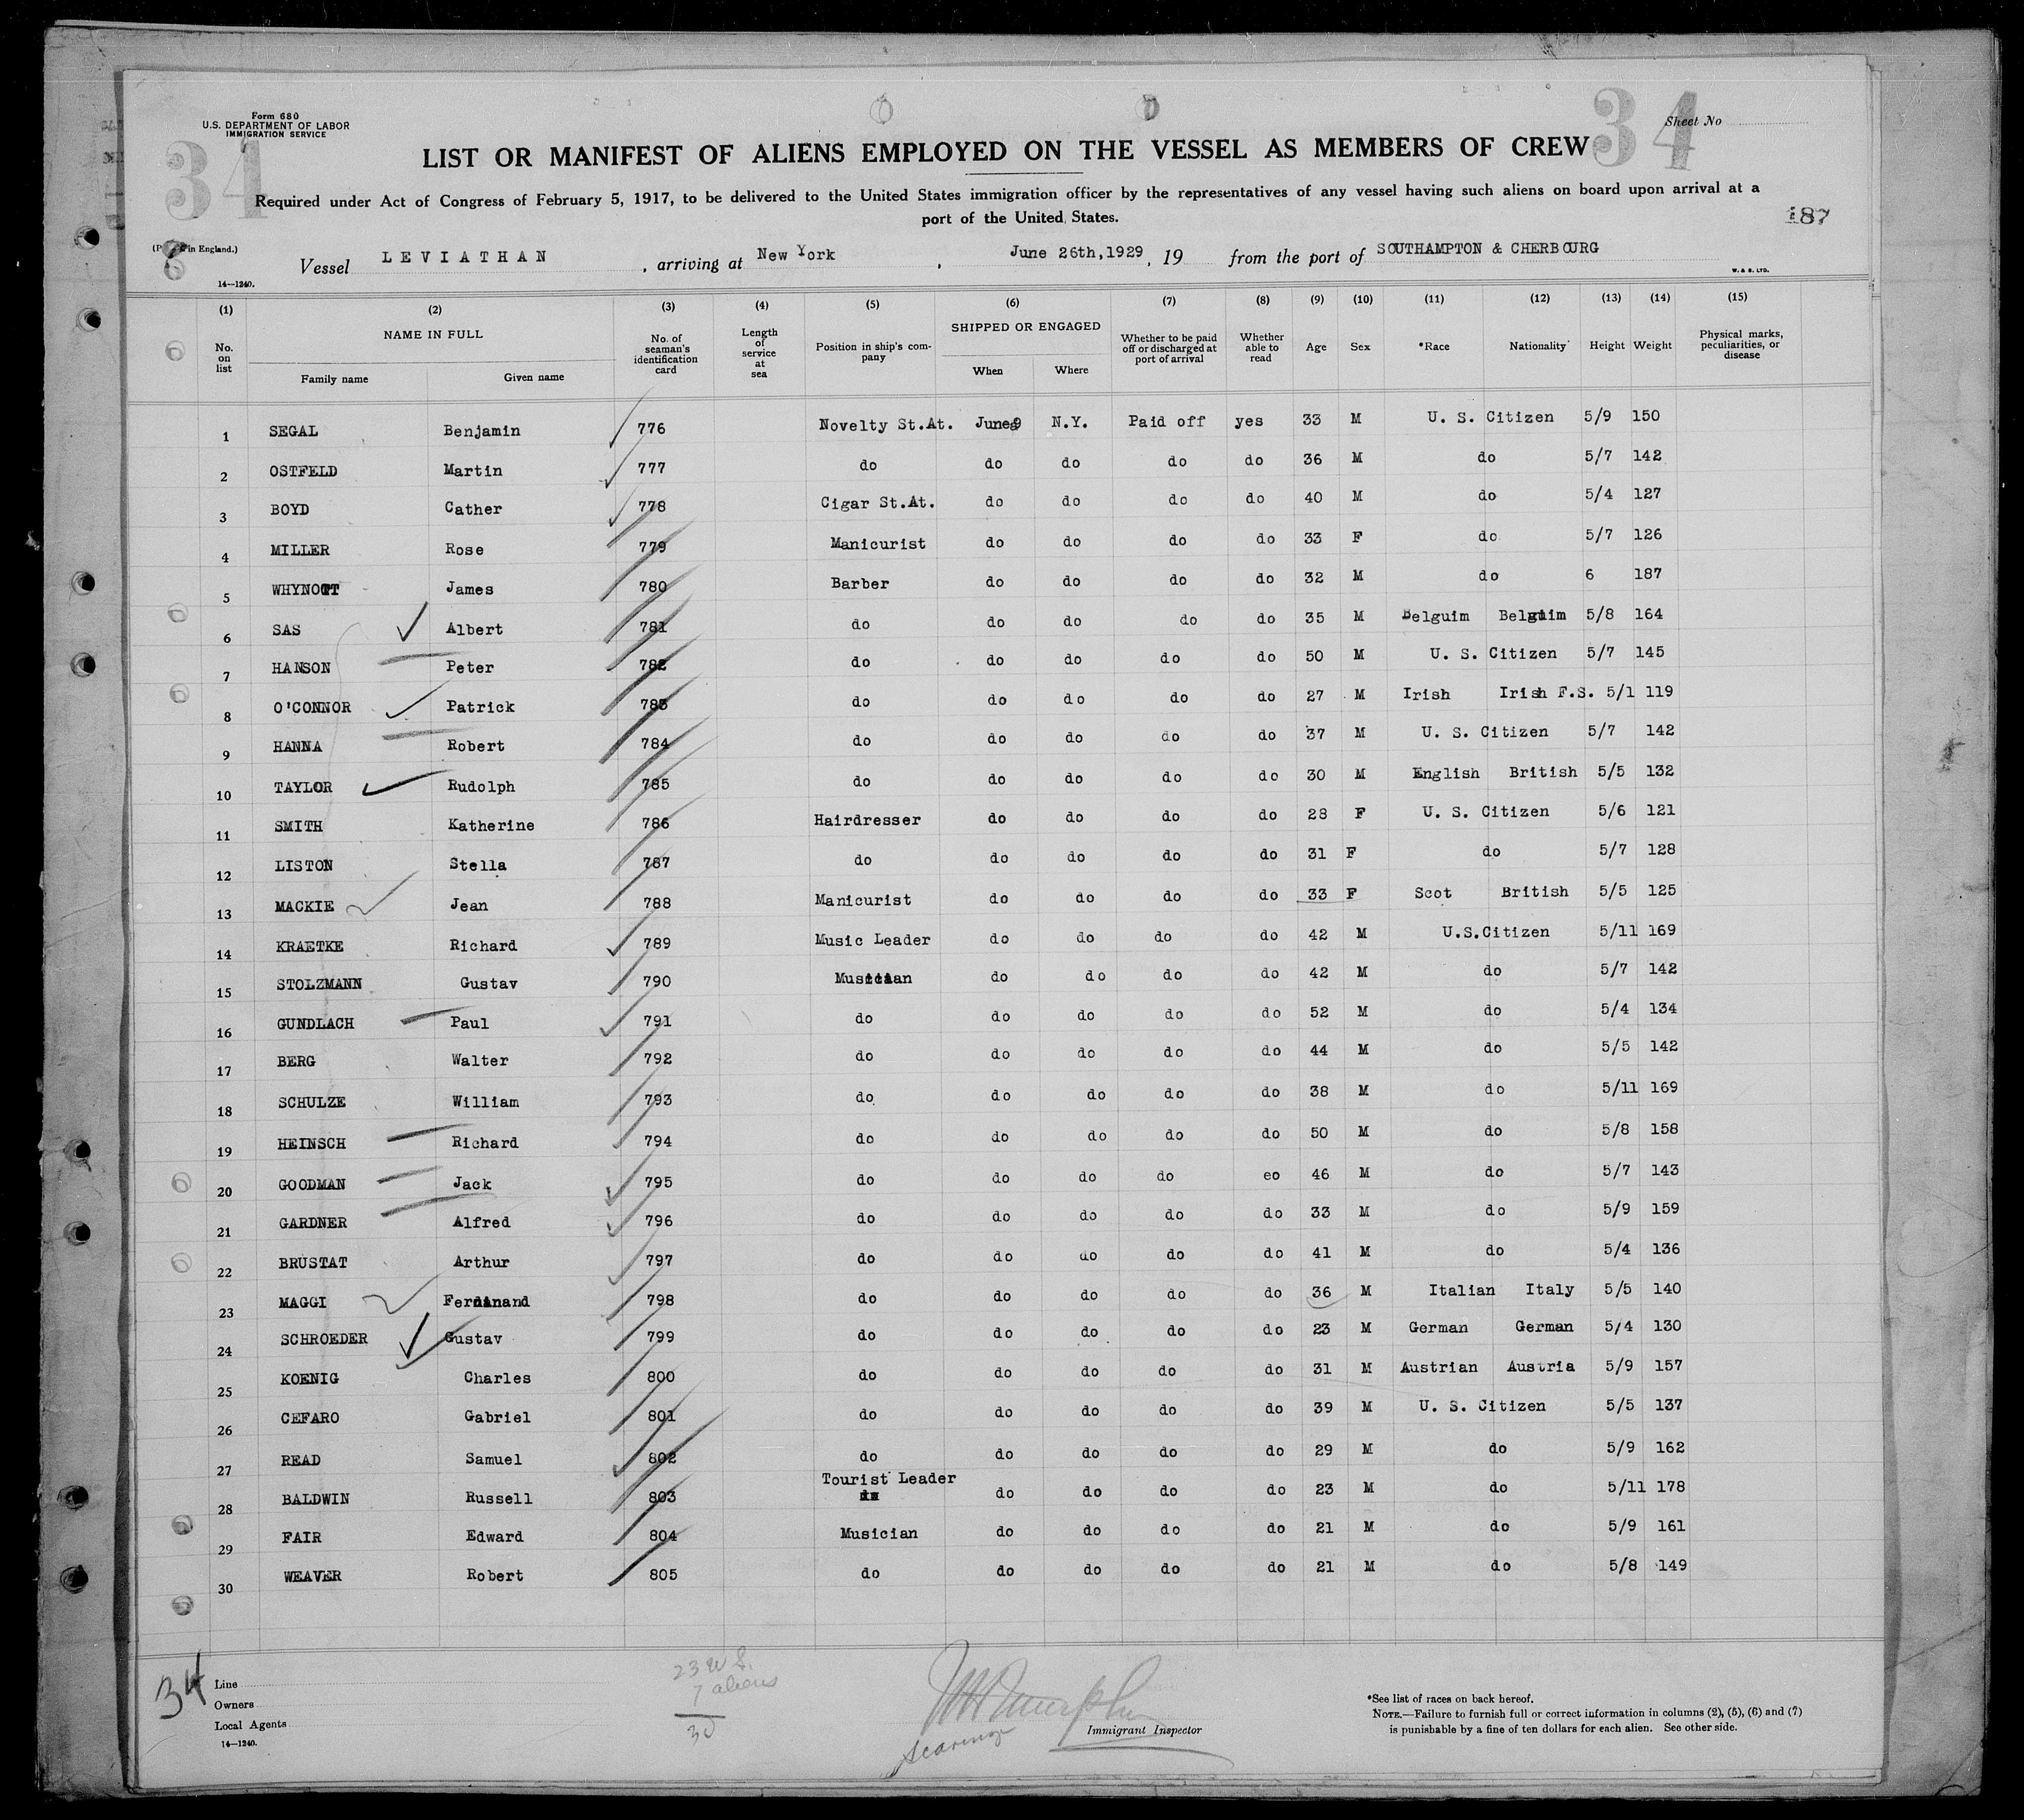 Form 680
U.S. DEPARTMENT OF LABOR
IMMIGRATION SERVICE
34
34
Sheet No
LIST OR MANIFEST OF ALIENS EMPLOYED ON THE VESSEL AS MEMBERS OF CREW
Required under Act of Congress of February 5, 1917, to be delivered to the United States immigration officer by the representatives of any vessel having such aliens on board upon arrival at a
port of the United States.
187
in England.)
Vessel LEVIATHAN , arriving at New York , June 26th,1929, 19 from the port of SOUTHAMPTON & CHERBOURG
14—1240.
W. & S. LTD.
(1) (2) (3) (4) (5) (6) (7) (8) (9) (10) (11) (12) (13) (14) (15)
No. on list NAME IN FULL Family name Given name No. of seaman's identification card Length of service at sea Position in ship's company SHIPPED OR ENGAGED When Where Whether to be paid off or discharged at port of arrival Whether able to read Age Sex *Race Nationality Height Weight Physical marks, peculiarities, or disease
1 SEGAL Benjamin 776 Novelty St.At. June N.Y. Paid off yes 33 M U. S. Citizen 5/9 150
2 OSTFELD Martin 777 do do do do do 36 M do 5/7 142
3 BOYD Cather 778 Cigar St.At. do do do do 40 M do 5/4 127
4 MILLER Rose 779 Manicurist do do do do 33 F do 5/7 126
5 WHYNOTT James 780 Barber do do do do 32 M do 6 187
6 SAS Albert 781 do do do do do 35 M Belguim Belguim 5/8 164
7 HANSON Peter 782 do do do do do 50 M U. S. Citizen 5/7 145
8 O'CONNOR Patrick 783 do do do do do 27 M Irish Irish F.S. 5/1 119
9 HANNA Robert 784 do do do do do 37 M U. S. Citizen 5/7 142
10 TAYLOR Rudolph 785 do do do do do 30 M English British 5/5 132
11 SMITH Katherine 786 Hairdresser do do do do 28 F U. S. Citizen 5/6 121
12 LISTON Stella 787 do do do do do 31 F do 5/7 128
13 MACKIE Jean 788 Manicurist do do do do 33 F Scot British 5/5 125
14 KRAETKE Richard 789 Music Leader do do do do 42 M U.S.Citizen 5/11 169
15 STOLZMANN Gustav 790 Musician do do do do 42 M do 5/7 142
16 GUNDLACH Paul 791 do do do do do 52 M do 5/4 134
17 BERG Walter 792 do do do do do 44 M do 5/5 142
18 SCHULZE William 793 do do do do do 38 M do 5/11 169
19 HEINSCH Richard 794 do do do do do 50 M do 5/8 158
20 GOODMAN Jack 795 do do do do eo 46 M do 5/7 143
21 GARDNER Alfred 796 do do do do do 33 M do 5/9 159
22 BRUSTAT Arthur 797 do do do do do 41 M do 5/4 136
23 MAGGI Ferdinand 798 do do do do do 36 M Italian Italy 5/5 140
24 SCHROEDER Gustav 799 do do do do do 23 M German German 5/4 130
25 KOENIG Charles 800 do do do do do 31 M Austrian Austria 5/9 157
26 CEFARO Gabriel 801 do do do do do 39 M U. S. Citizen 5/5 137
27 READ Samuel 802 do do do do do 29 M do 5/9 162
28 BALDWIN Russell 803 Tourist Leader do do do do 23 M do 5/11 178
29 FAIR Edward 804 Musician do do do do 21 M do 5/9 161
30 WEAVER Robert 805 do do do do do 21 M do 5/8 149
34
Line
Owners
Local Agents
14—1240.
23 U S.
7 aliens
30
Immigrant Inspector
*See list of races on back hereof.
NOTE.—Failure to furnish full or correct information in columns (2), (5), (6) and (7)
is punishable by a fine of ten dollars for each alien. See other side.